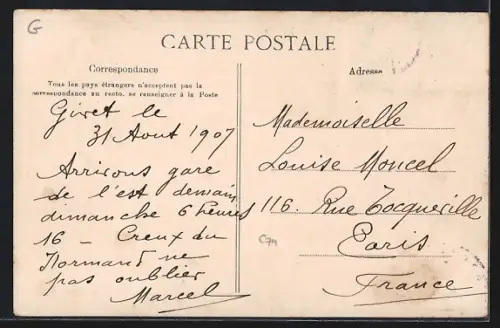 G
CARTE POSTALE
Correspondance
Tous les pays étrangers n'acceptent pas la
correspondance au recto, se renseigner à la Poste
Givet le
31 Aout 1907
Arrivons gare
de l'est demain
dimanche 6 heures
16 - Creux du
Normand ne
pas oublier
Marcel
Adresse
Mademoiselle
Louise Moncel
116. Rue Tocqueville
Paris
France